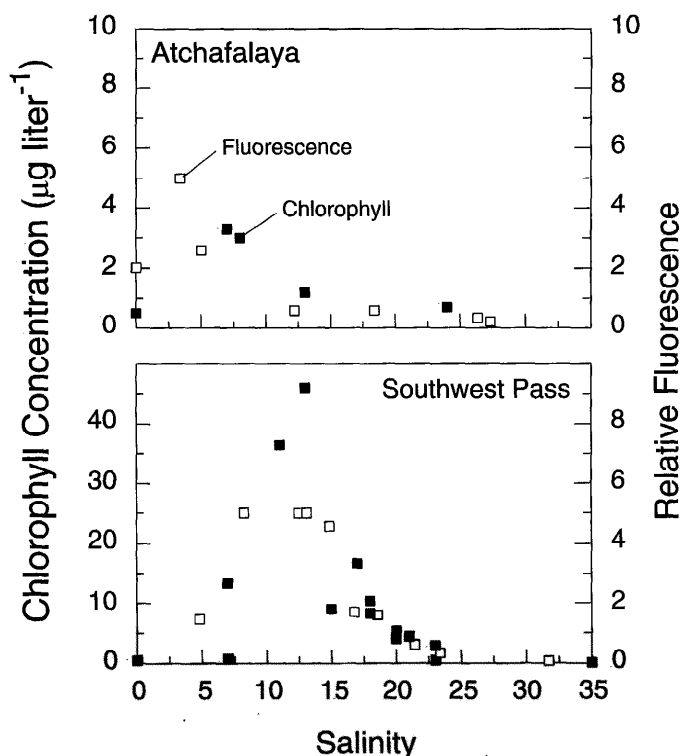 10
8
6
4
2
0
Atchafalaya
Fluorescence
Chlorophyll
10
8
6
4
2
0
Chlorophyll Concentration (µg liter⁻¹)
Relative Fluorescence
Southwest Pass
40
30
20
10
0
8
6
4
2
0
0 5 10 15 20 25 30 35
Salinity